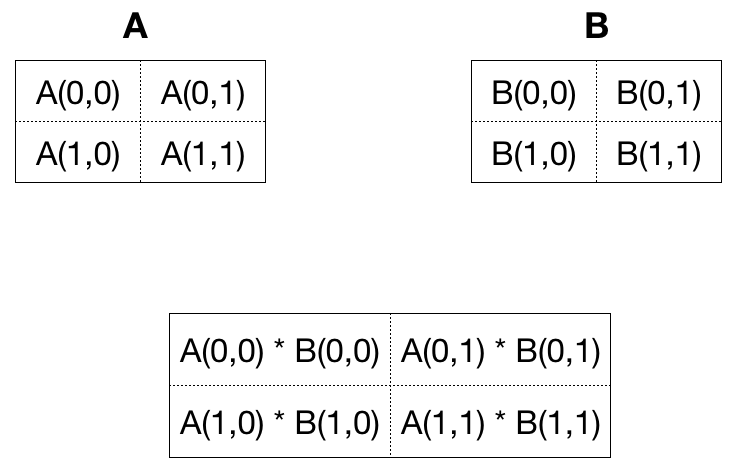 A B
A(0,0) A(0,1) B(0,0) B(0,1)
A(1,0) A(1,1) B(1,0) B(1,1)
A(0,0) * B(0,0) A(0,1) * B(0,1)
A(1,0) * B(1,0) A(1,1) * B(1,1)